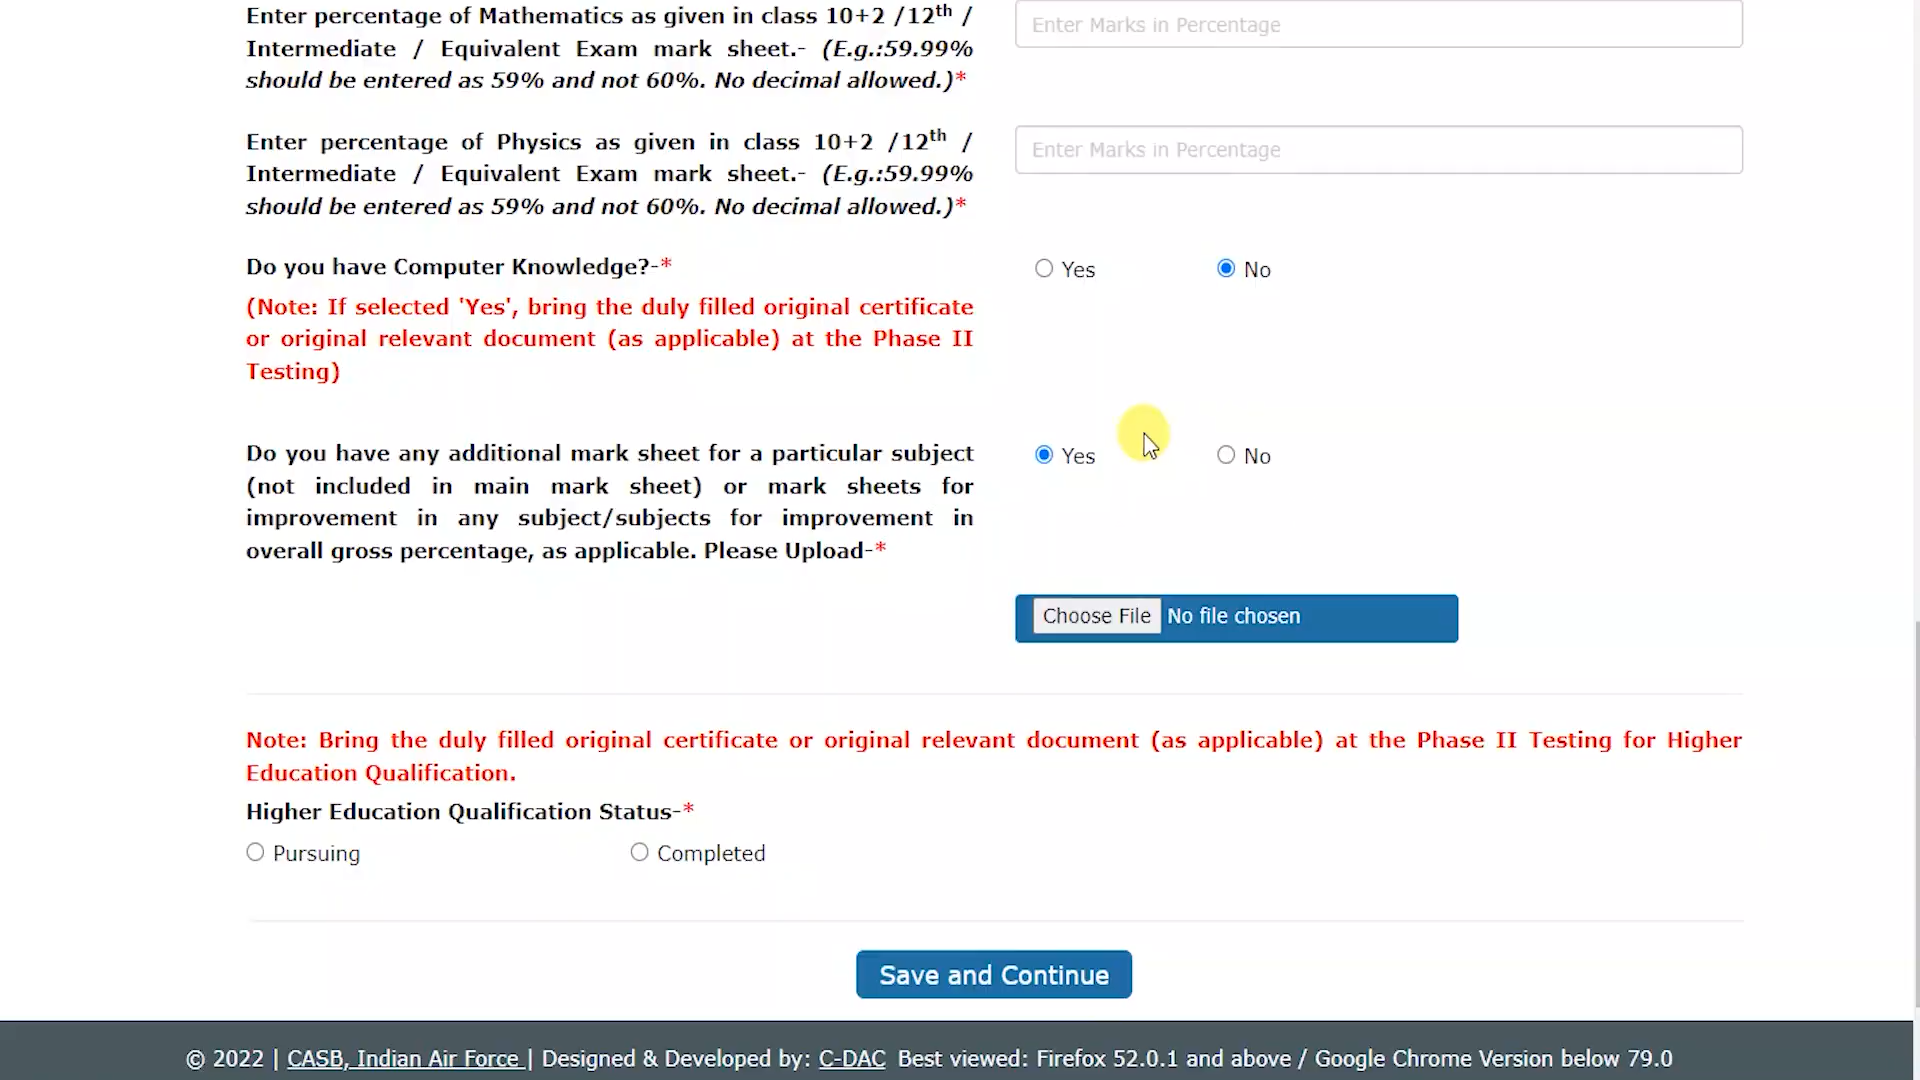 Enter percentage of Mathematics as given in class 10+2 /12th /
Intermediate / Equivalent Exam mark sheet.- (E.g.:59.99%
should be entered as 59% and not 60%. No decimal allowed.)*
Enter Marks in Percentage
Enter percentage of Physics as given in class 10+2 /12th /
Intermediate / Equivalent Exam mark sheet.- (E.g.:59.99%
should be entered as 59% and not 60%. No decimal allowed.)*
Enter Marks in Percentage
Do you have Computer Knowledge?-*
Yes No
(Note: If selected 'Yes', bring the duly filled original certificate
or original relevant document (as applicable) at the Phase II
Testing)
Do you have any additional mark sheet for a particular subject
(not included in main mark sheet) or mark sheets for
improvement in any subject/subjects for improvement in
overall gross percentage, as applicable. Please Upload-*
Yes No
Choose File No file chosen
Note: Bring the duly filled original certificate or original relevant document (as applicable) at the Phase II Testing for Higher
Education Qualification.
Higher Education Qualification Status-*
Pursuing Completed
Save and Continue
© 2022 | CASB, Indian Air Force | Designed & Developed by: C-DAC Best viewed: Firefox 52.0.1 and above / Google Chrome Version below 79.0